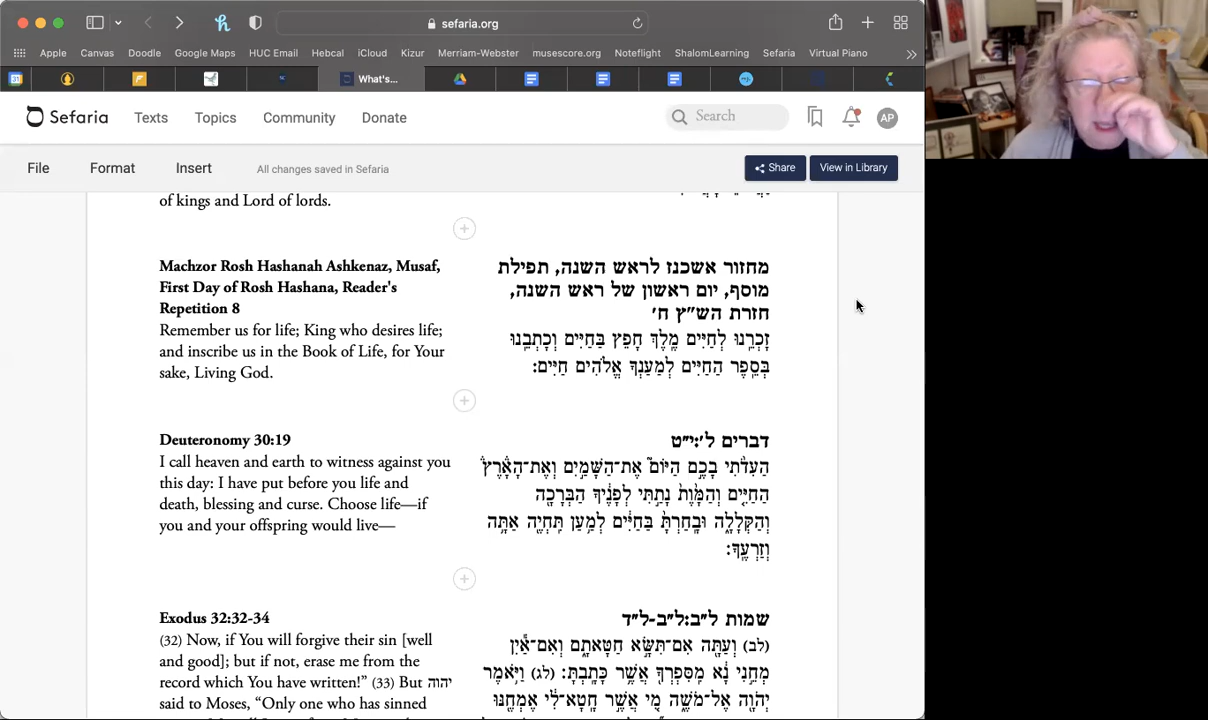 sefaria.org
Apple Canvas Doodle Google Maps HUC Email Hebcal iCloud Kizur Merriam-Webster musescore.org Noteflight ShalomLearning Sefaria Virtual Piano
What's...
Sefaria Texts Topics Community Donate Search AP
File Format Insert All changes saved in Sefaria Share View in Library
of kings and Lord of lords.
Machzor Rosh Hashanah Ashkenaz, Musaf,
First Day of Rosh Hashana, Reader's
Repetition 8
Remember us for life; King who desires life;
and inscribe us in the Book of Life, for Your
sake, Living God.
מחזור אשכנז לראש השנה, תפילת
מוסף, יום ראשון של ראש השנה,
חזרת הש״ץ ח׳
זָכְרֵֽנוּ לְחַיִּים מֶֽלֶךְ חָפֵץ בַּחַיִּים וְכָתְבֵֽנוּ
בְּסֵֽפֶר הַחַיִּים לְמַעַנְךָ אֱלֹהִים חַיִּים:
Deuteronomy 30:19
I call heaven and earth to witness against you
this day: I have put before you life and
death, blessing and curse. Choose life—if
you and your offspring would live—
דברים ל׳:י״ט
הַעִדֹ֨תִי בָכֶ֣ם הַיּוֹם֮ אֶת־הַשָּׁמַ֣יִם וְאֶת־הָאָ֒רֶץ֒
הַחַיִּ֤ים וְהַמָּ֙וֶת֙ נָתַ֣תִּי לְפָנֶ֔יךָ הַבְּרָכָ֖ה
וְהַקְּלָלָ֑ה וּבָֽחַרְתָּ֙ בַּחַיִּ֔ים לְמַ֥עַן תִּֽחְיֶ֖ה אַתָּ֥ה
וְזַרְעֶֽךָ׃
Exodus 32:32-34
(32) Now, if You will forgive their sin [well
and good]; but if not, erase me from the
record which You have written!” (33) But יהוה
said to Moses, “Only one who has sinned
שמות ל״ב:ל״ב-ל״ד
(לב) וְעַתָּ֖ה אִם־תִּשָּׂ֣א חַטָּאתָ֑ם וְאִם־אַ֕יִן
מְחֵ֣נִי נָ֔א מִֽסִּפְרְךָ֖ אֲשֶׁ֥ר כָּתָֽבְתָּ׃ (לג) וַיֹּ֥אמֶר
יְהֹוָ֖ה אֶל־מֹשֶׁ֑ה מִ֚י אֲשֶׁ֣ר חָֽטָא־לִ֔י אֶמְחֶ֖נּוּ